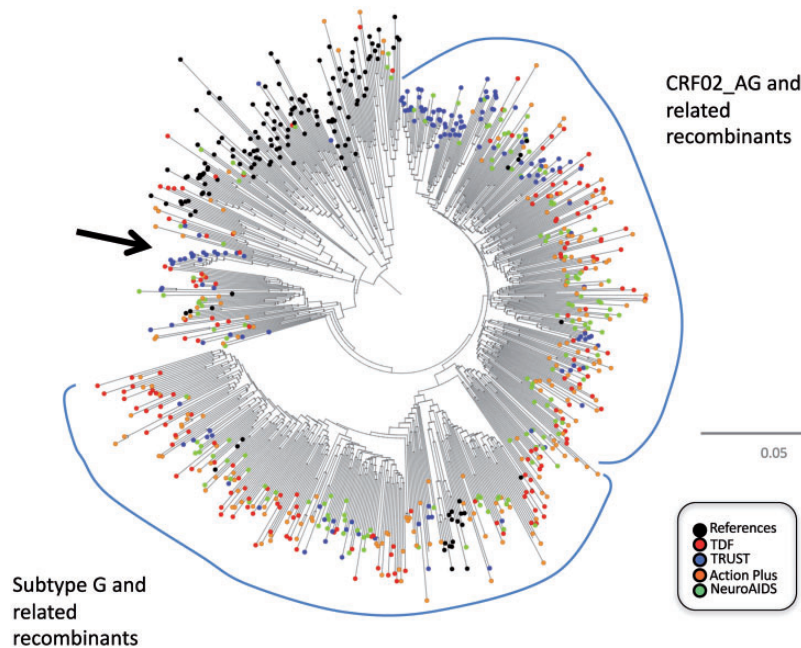 CRF02_AG and
related
recombinants
0.05
References
TDF
TRUST
Action Plus
NeuroAIDS
Subtype G and
related
recombinants